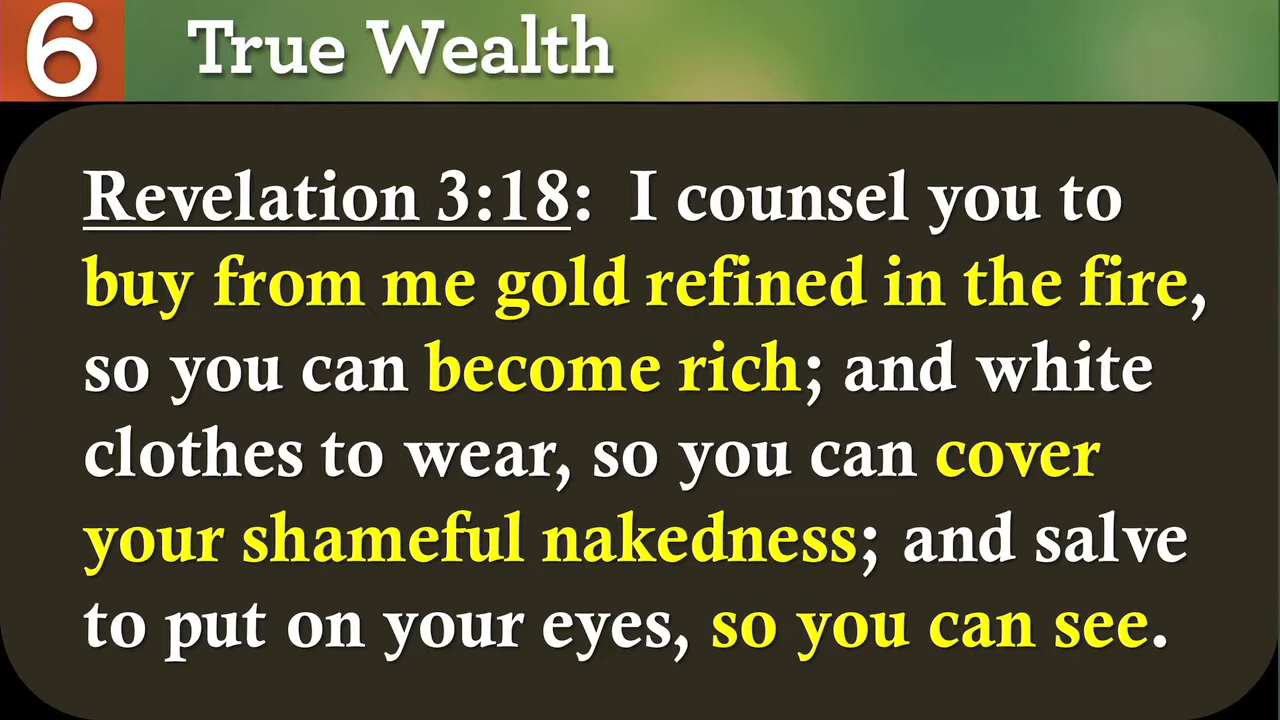 6 True Wealth
Revelation 3:18: I counsel you to
buy from me gold refined in the fire,
so you can become rich; and white
clothes to wear, so you can cover
your shameful nakedness; and salve
to put on your eyes, so you can see.